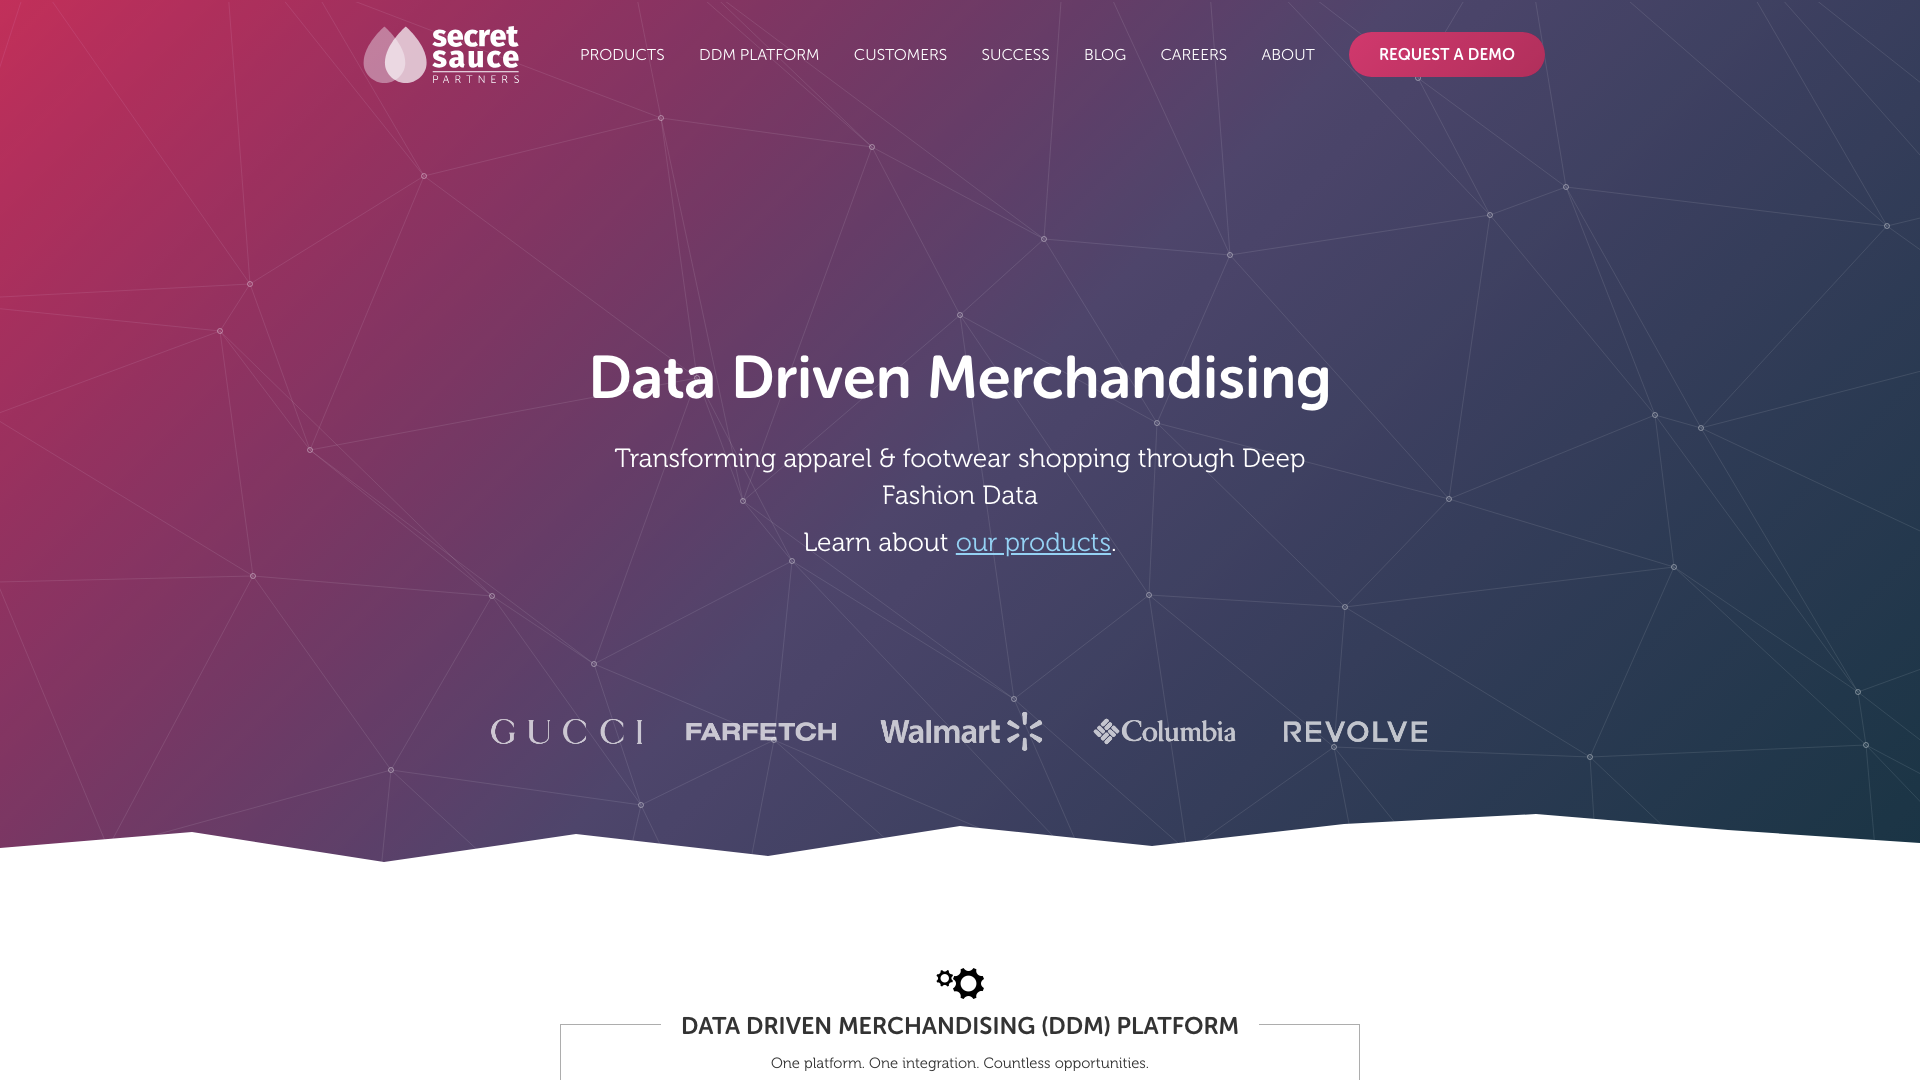 secret
sauce
PARTNERS
PRODUCTS DDM PLATFORM CUSTOMERS SUCCESS BLOG CAREERS ABOUT REQUEST A DEMO
Data Driven Merchandising
Transforming apparel & footwear shopping through Deep
Fashion Data
Learn about our products.
GUCCI FARFETCH Walmart Columbia REVOLVE
DATA DRIVEN MERCHANDISING (DDM) PLATFORM
One platform. One integration. Countless opportunities.